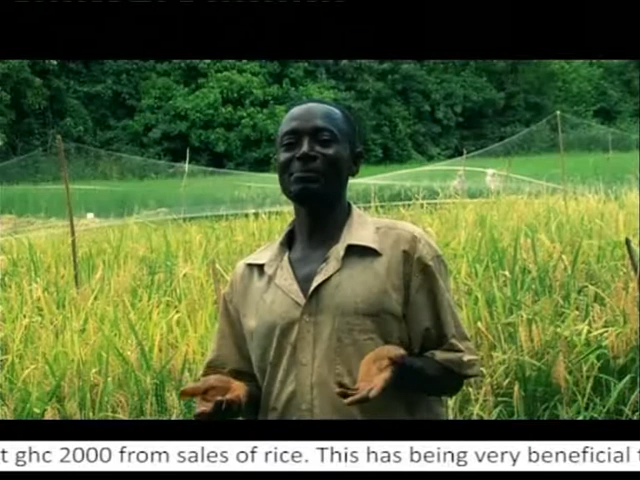 t ghc 2000 from sales of rice. This has being very beneficial